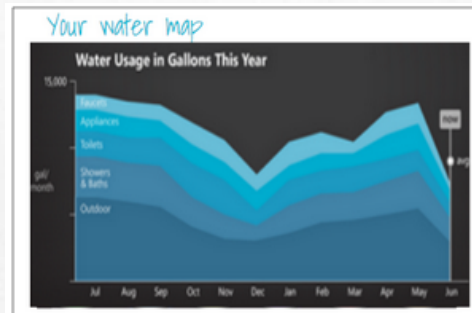 Your water map
Water Usage in Gallons This Year
15,000
Faucets
Appliances
now
Toilets
avg
gal/
month
Showers
& Baths
Outdoor
Jul Aug Sep Oct Nov Dec Jan Feb Mar Apr May Jun